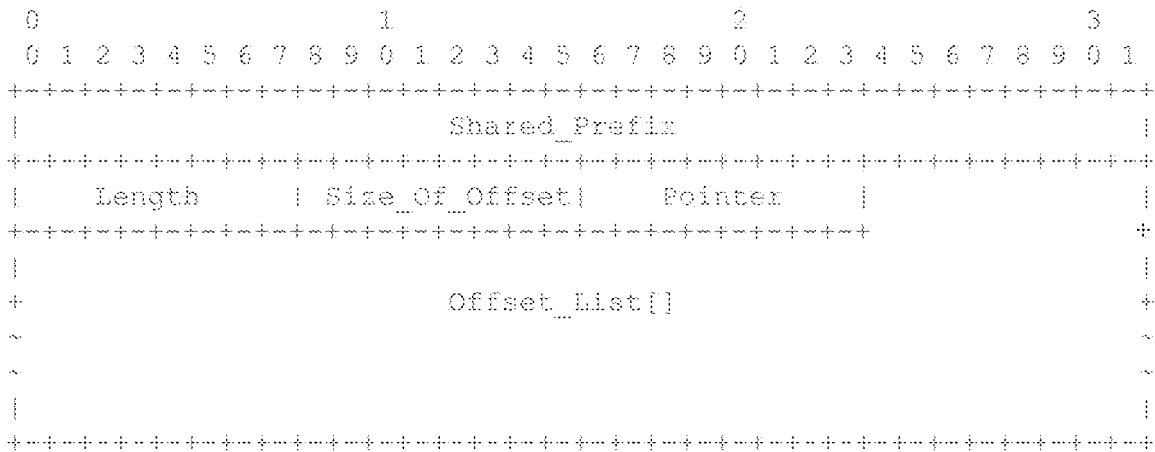 0                   1                   2                   3
 0 1 2 3 4 5 6 7 8 9 0 1 2 3 4 5 6 7 8 9 0 1 2 3 4 5 6 7 8 9 0 1
+-+-+-+-+-+-+-+-+-+-+-+-+-+-+-+-+-+-+-+-+-+-+-+-+-+-+-+-+-+-+-+-+
|                        Shared_Prefix                          |
+-+-+-+-+-+-+-+-+-+-+-+-+-+-+-+-+-+-+-+-+-+-+-+-+-+-+-+-+-+-+-+-+
|    Length     | Size_Of_Offset|    Pointer    |               |
+-+-+-+-+-+-+-+-+-+-+-+-+-+-+-+-+-+-+-+-+-+-+-+-+               +
|                                                               |
+                        Offset_List[]                          +
~                                                               ~
~                                                               ~
|                                                               |
+-+-+-+-+-+-+-+-+-+-+-+-+-+-+-+-+-+-+-+-+-+-+-+-+-+-+-+-+-+-+-+-+